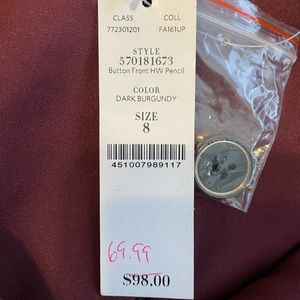 CLASS COLL
772301201 FA161UP
STYLE
570181673
Button Front HW Pencil
COLOR
DARK BURGUNDY
SIZE
8
451007989117
69.99
$98.00